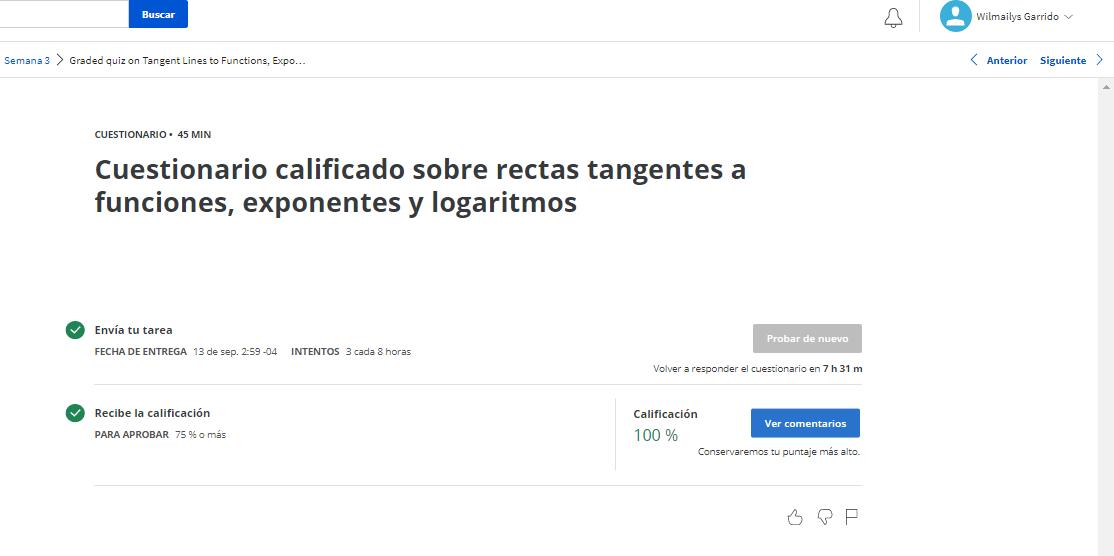 Buscar
Wilmailys Garrido
Semana 3
Graded quiz on Tangent Lines to Functions, Expo...
Anterior
Siguiente
CUESTIONARIO • 45 MIN
Cuestionario calificado sobre rectas tangentes a
funciones, exponentes y logaritmos
Envía tu tarea
FECHA DE ENTREGA 13 de sep. 2:59 -04 INTENTOS 3 cada 8 horas
Probar de nuevo
Volver a responder el cuestionario en 7 h 31 m
Recibe la calificación
PARA APROBAR 75 % o más
Calificación
100 %
Ver comentarios
Conservaremos tu puntaje más alto.